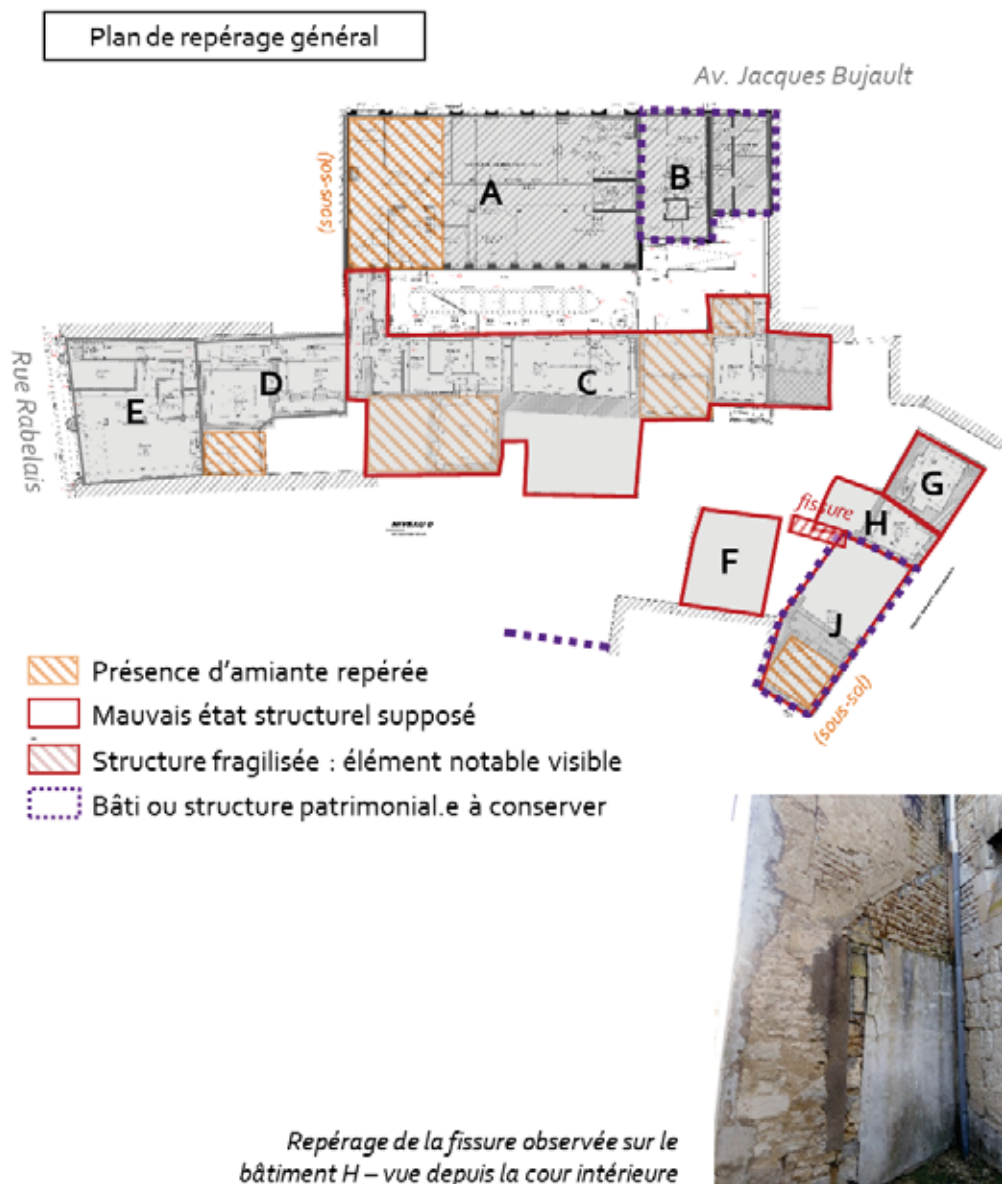 Plan de repérage général
Av. Jacques Bujault
(sous-sol)
A
B
Rue Rabelais
E
D
C
G
fissure
H
F
J
NIVEAU 0
(sous-sol)
Présence d'amiante repérée
Mauvais état structurel supposé
Structure fragilisée : élément notable visible
Bâti ou structure patrimonial.e à conserver
Repérage de la fissure observée sur le
bâtiment H – vue depuis la cour intérieure